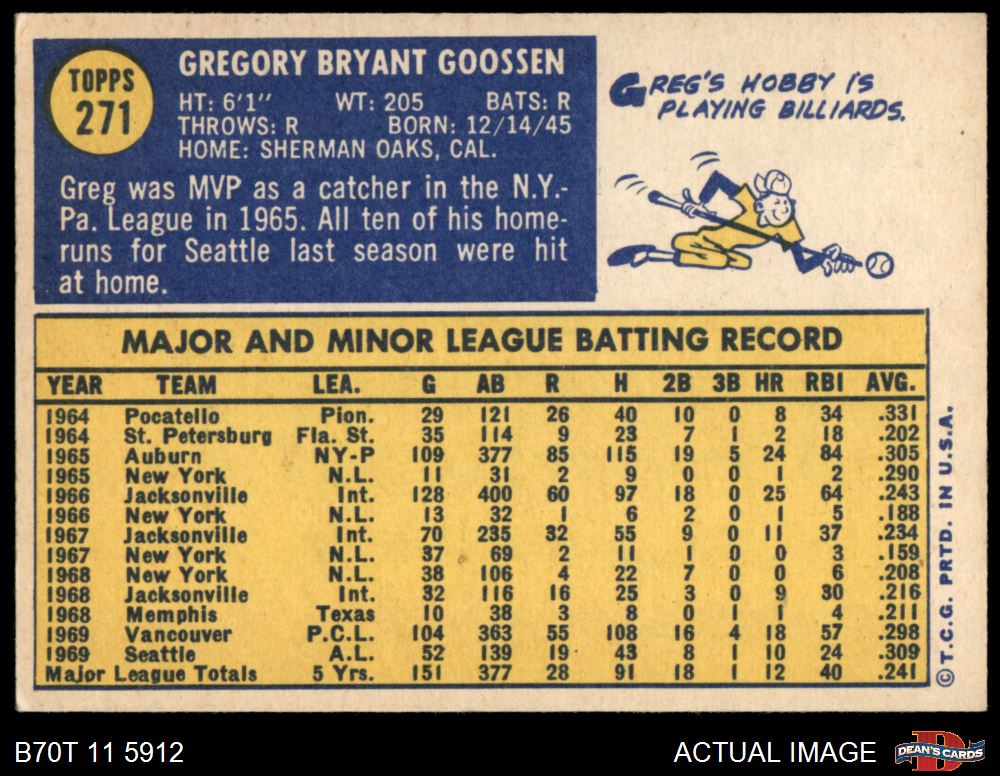 TOPPS
271
GREGORY BRYANT GOOSSEN
HT: 6'1" WT: 205 BATS: R
THROWS: R BORN: 12/14/45
HOME: SHERMAN OAKS, CAL.
Greg was MVP as a catcher in the N.Y.-
Pa. League in 1965. All ten of his home-
runs for Seattle last season were hit
at home.
GREG'S HOBBY IS
PLAYING BILLIARDS.
MAJOR AND MINOR LEAGUE BATTING RECORD
YEAR TEAM LEA. G AB R H 2B 3B HR RBI AVG.
1964 Pocatello Pion. 29 121 26 40 10 0 8 34 .331
1964 St. Petersburg Fla. St. 35 114 9 23 7 1 2 18 .202
1965 Auburn NY-P 109 377 85 115 19 5 24 84 .305
1965 New York N.L. 11 31 2 9 0 0 1 2 .290
1966 Jacksonville Int. 128 400 60 97 18 0 25 64 .243
1966 New York N.L. 13 32 1 6 2 0 1 5 .188
1967 Jacksonville Int. 70 235 32 55 9 0 11 37 .234
1967 New York N.L. 37 69 2 11 1 0 0 3 .159
1968 New York N.L. 38 106 4 22 7 0 0 6 .208
1968 Jacksonville Int. 32 116 16 25 3 0 9 30 .216
1968 Memphis Texas 10 38 3 8 0 1 1 4 .211
1969 Vancouver P.C.L. 104 363 55 108 16 4 18 57 .298
1969 Seattle A.L. 52 139 19 43 8 1 10 24 .309
Major League Totals 5 Yrs. 151 377 28 91 18 1 12 40 .241
©T.C.G. PRTD. IN U.S.A.
B70T 11 5912
ACTUAL IMAGE
D
DEAN'S CARDS